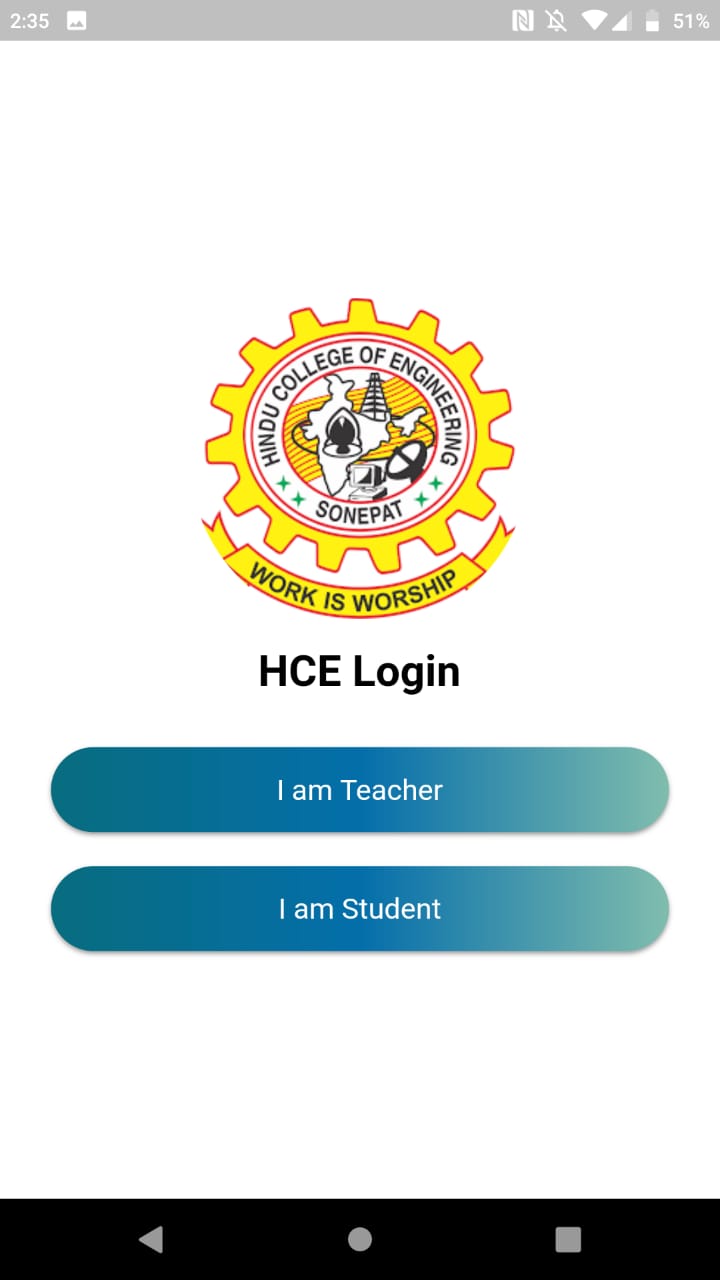 2:35
51%
HINDU COLLEGE OF ENGINEERING
SONEPAT
WORK IS WORSHIP
HCE Login
I am Teacher
I am Student